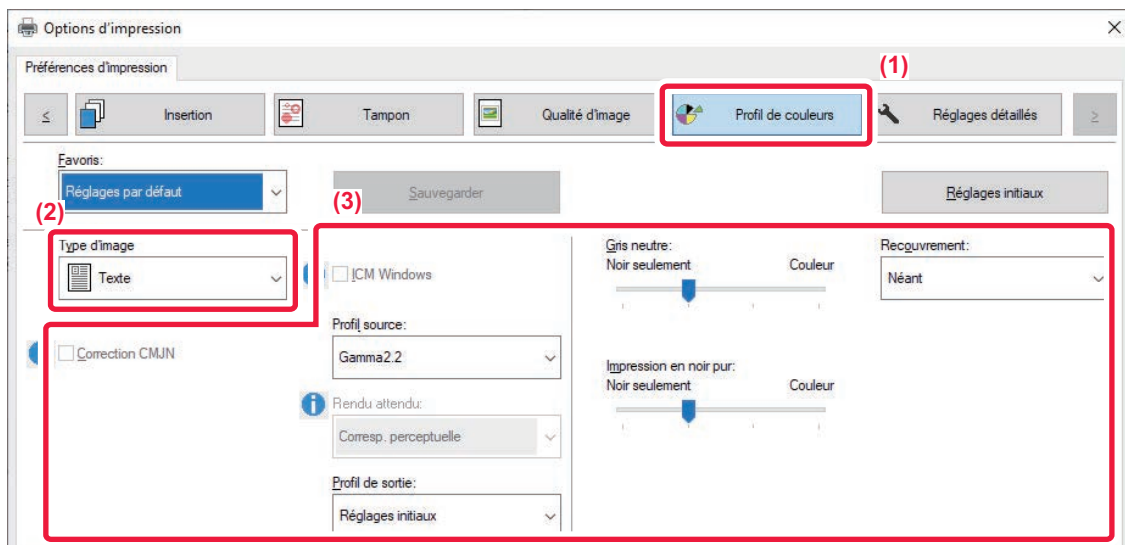 Options d'impression
Préférences d'impression
(1)
<
Insertion
Tampon
Qualité d'image
Profil de couleurs
Réglages détaillés
>
Favoris:
Réglages par défaut
Sauvegarder
Réglages initiaux
(2)
(3)
Type d'image
Texte
Correction CMJN
ICM Windows
Profil source:
Gamma2.2
Rendu attendu:
Corresp. perceptuelle
Profil de sortie:
Réglages initiaux
Gris neutre:
Noir seulement Couleur
Impression en noir pur:
Noir seulement Couleur
Recouvrement:
Néant